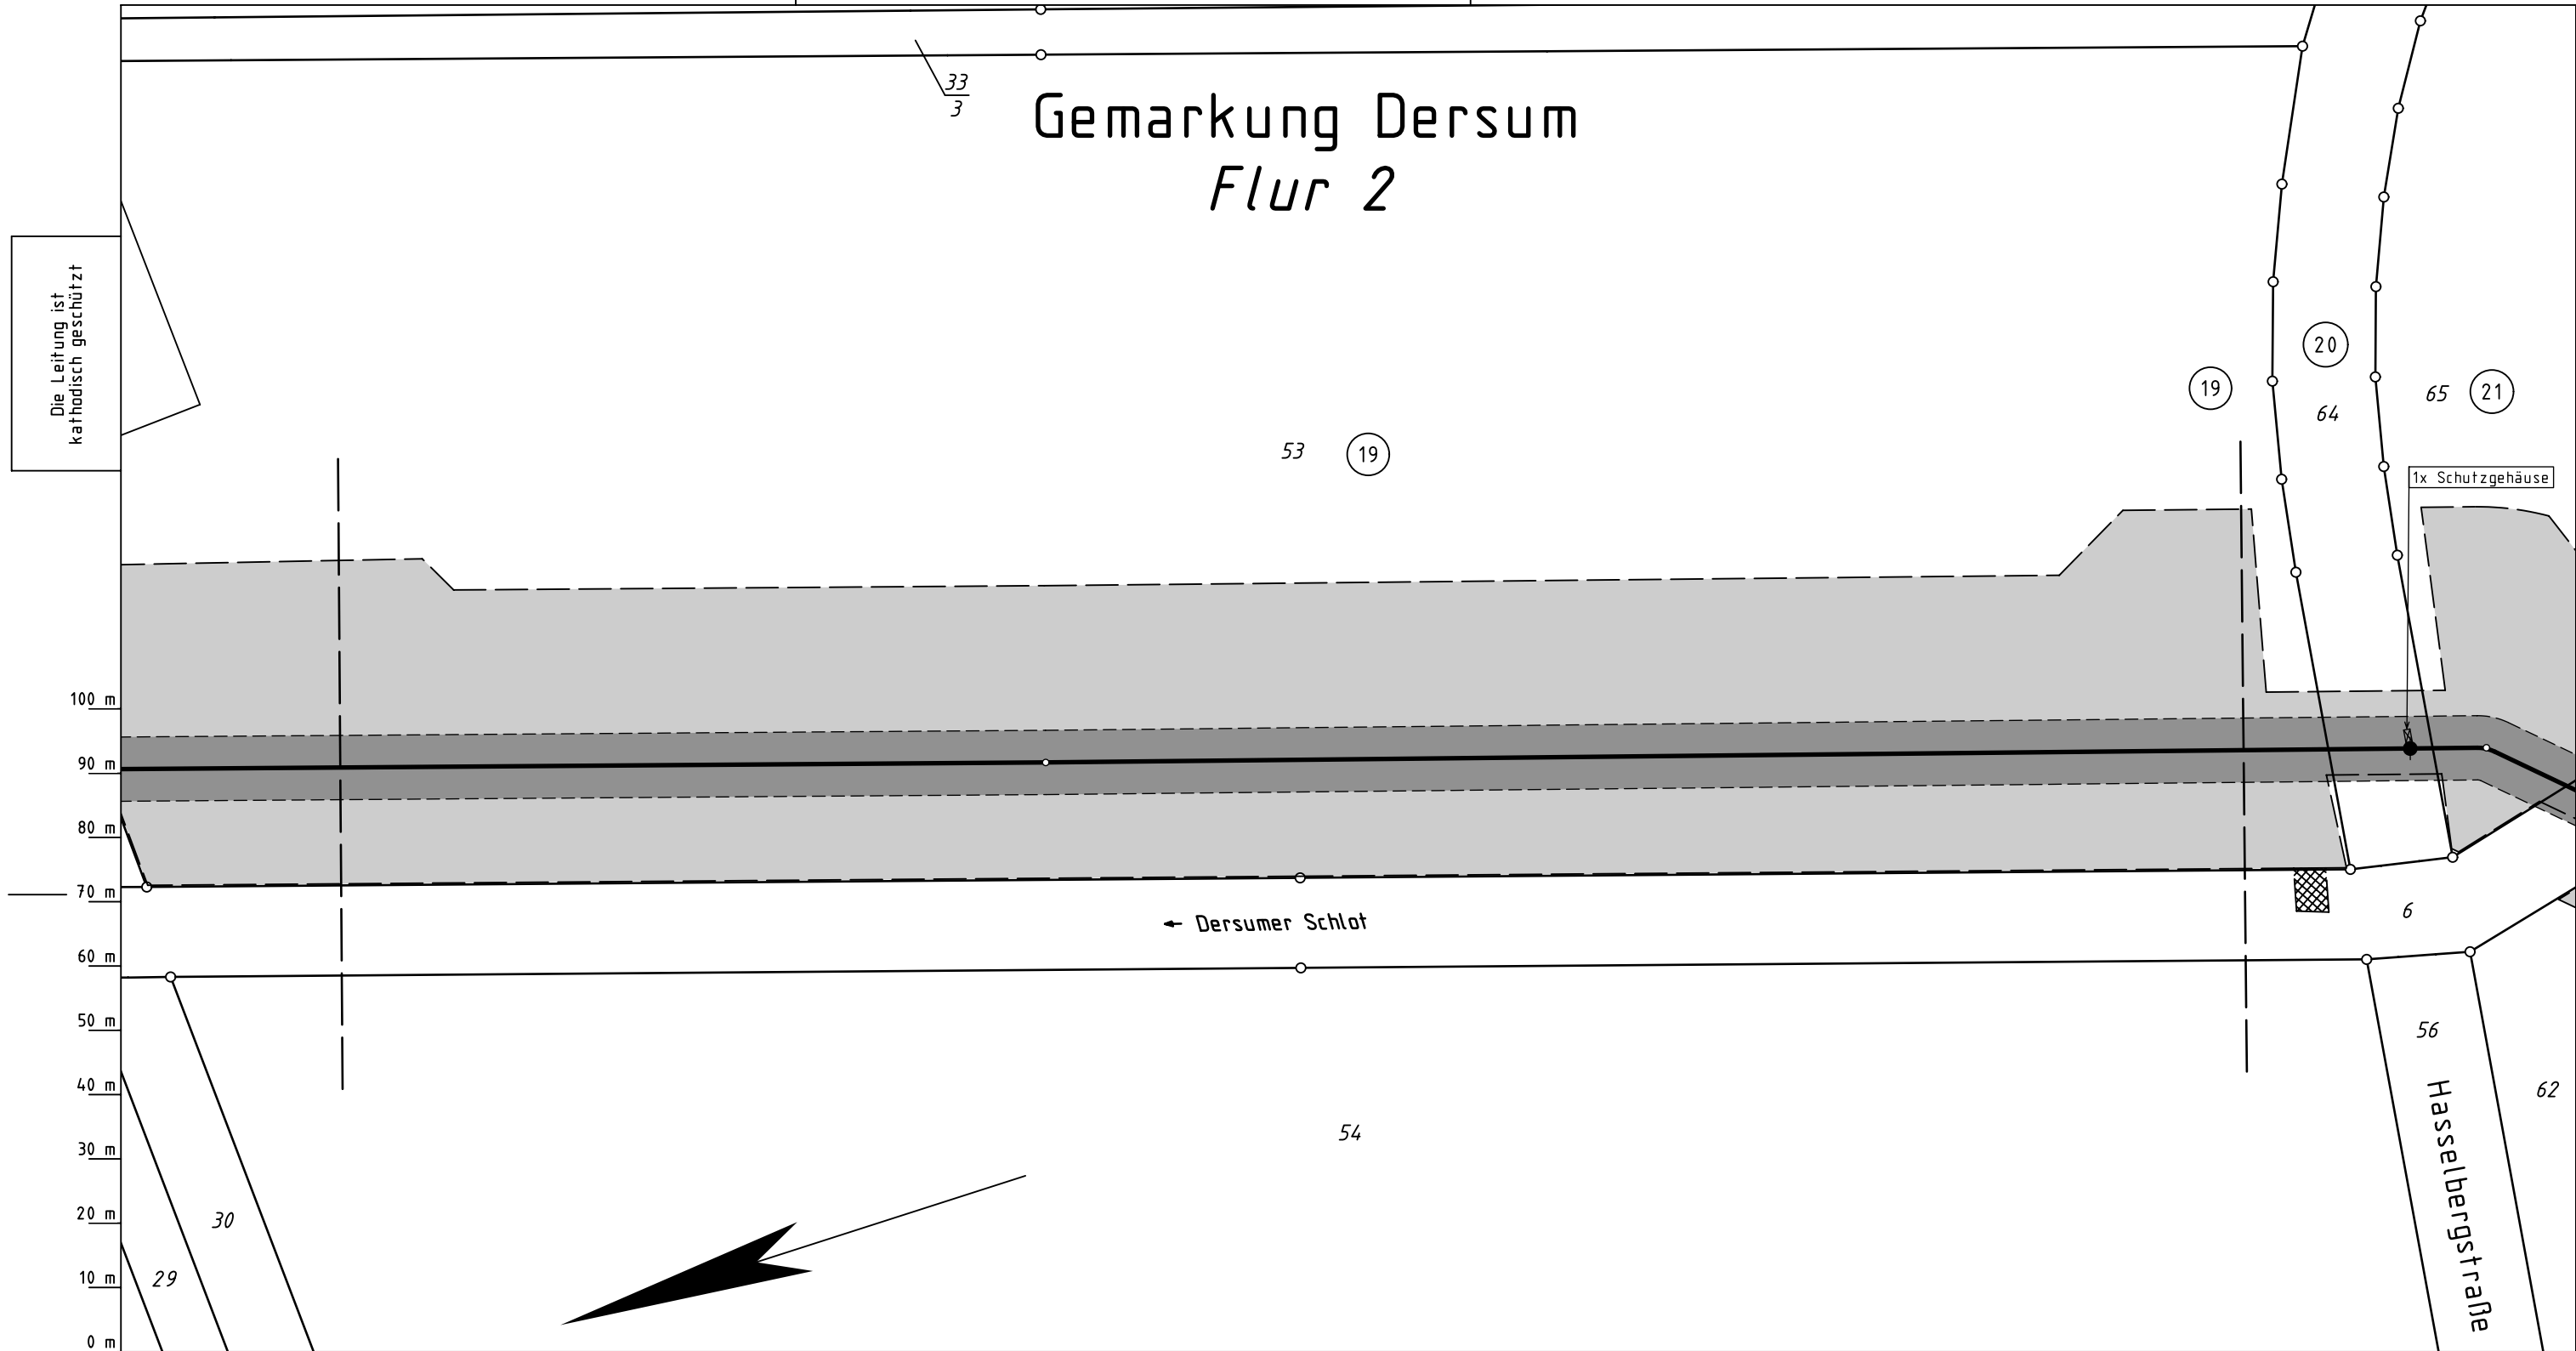 33
3
Gemarkung Dersum
Flur 2
Die Leitung ist
kathodisch geschützt
20
19
65
21
64
53
19
1x Schutzgehäuse
100 m
90 m
80 m
70 m
60 m
50 m
40 m
30 m
20 m
10 m
0 m
← Dersumer Schlot
6
56
62
Hasselbergstraße
54
30
29